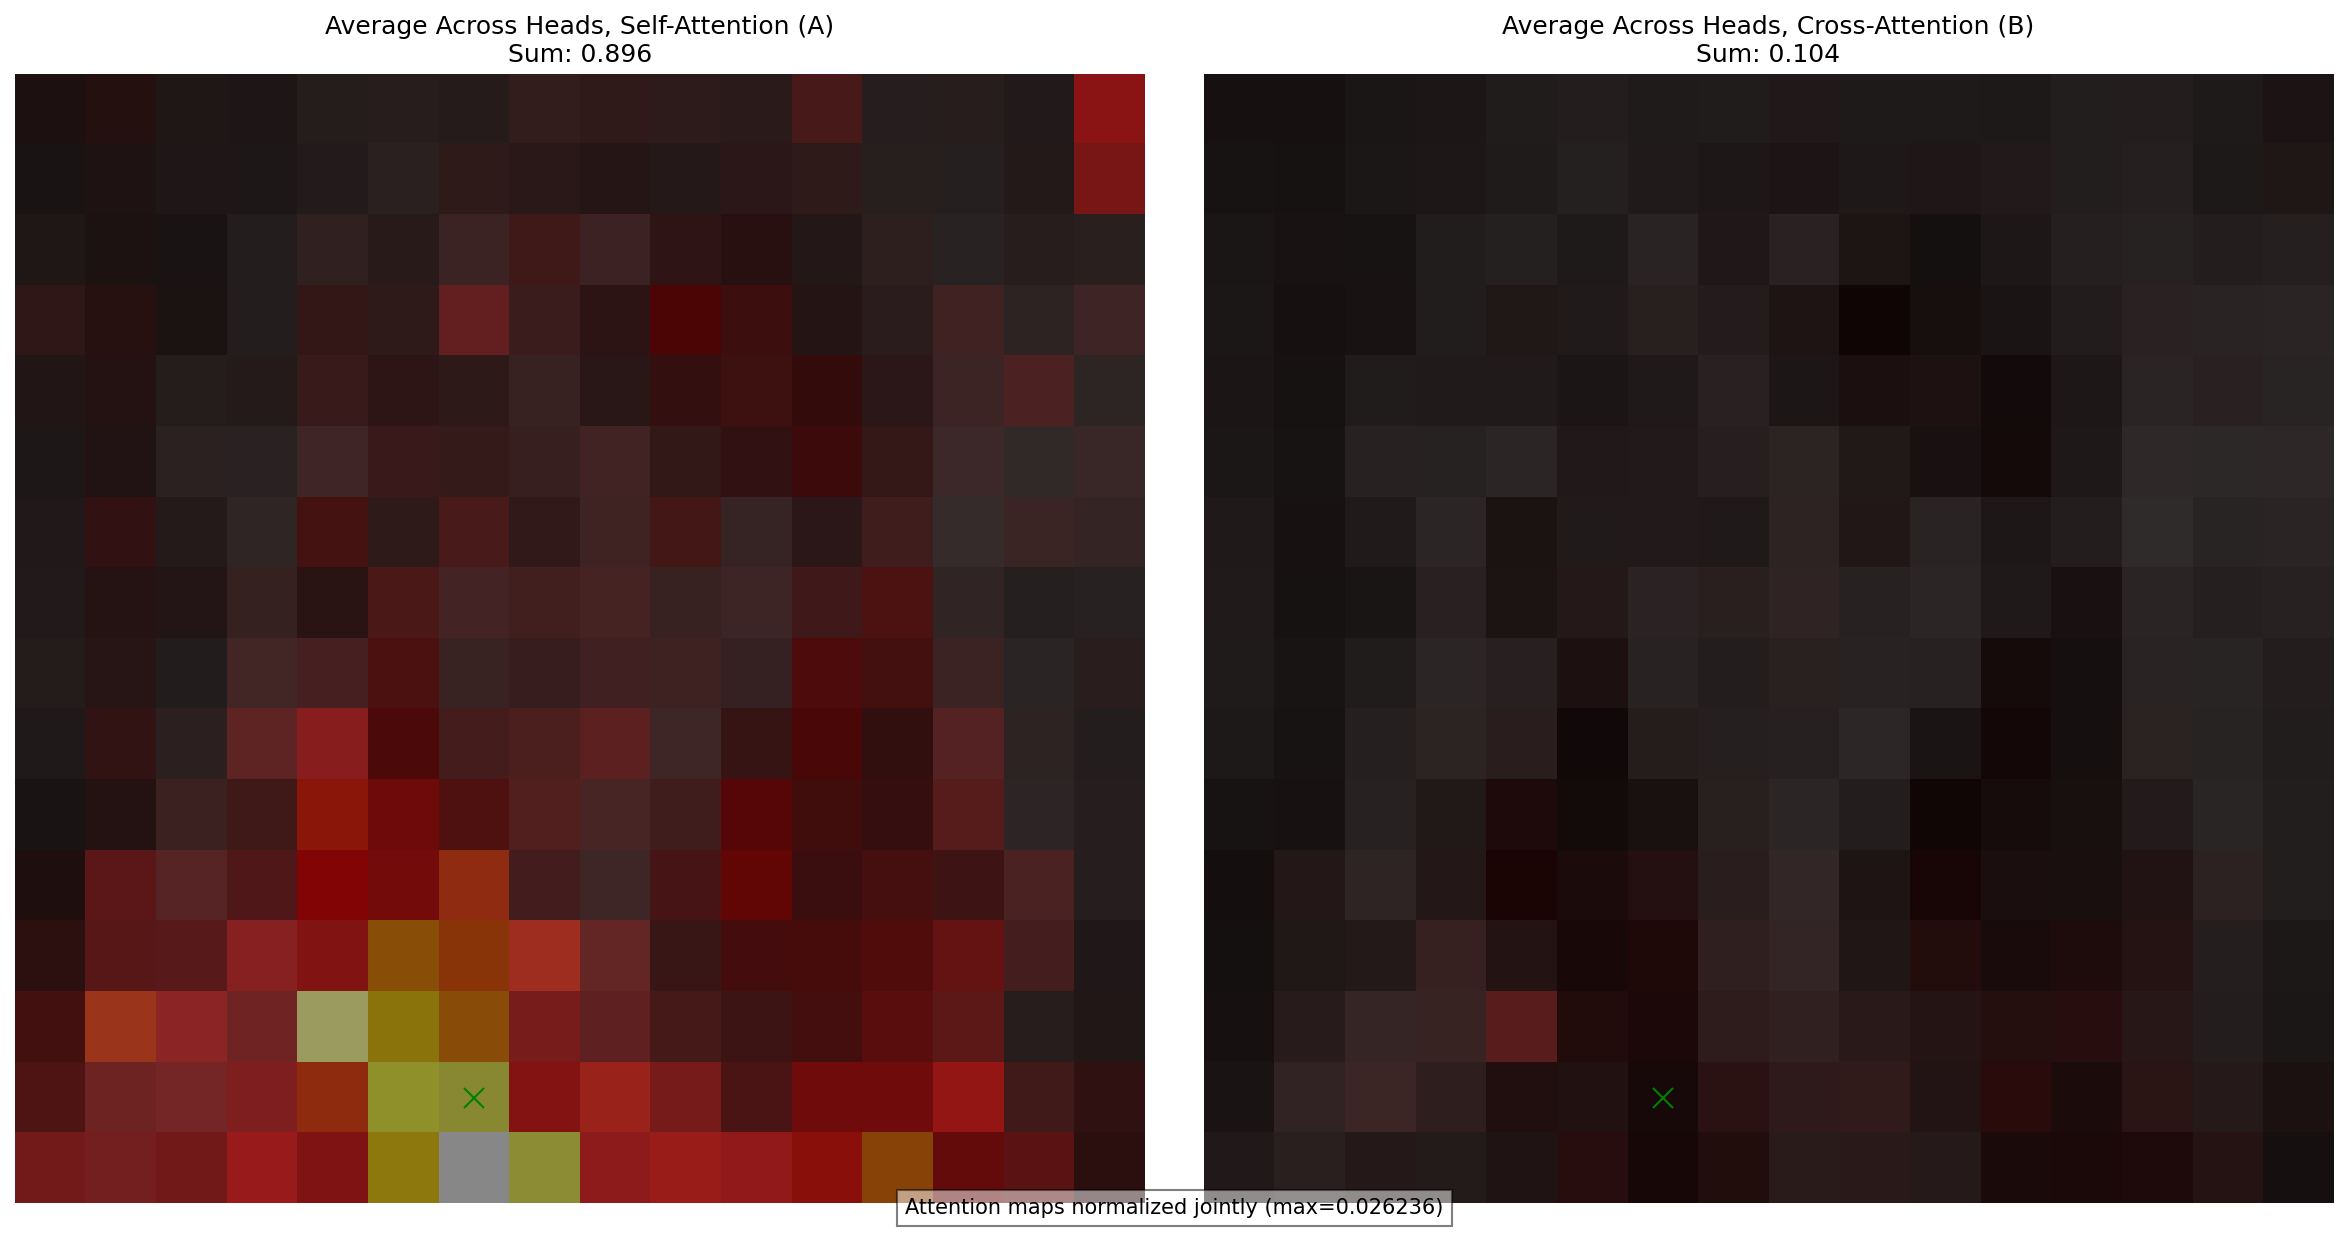 Average Across Heads, Self-Attention (A)
Sum: 0.896
Average Across Heads, Cross-Attention (B)
Sum: 0.104
Attention maps normalized jointly (max=0.026236)